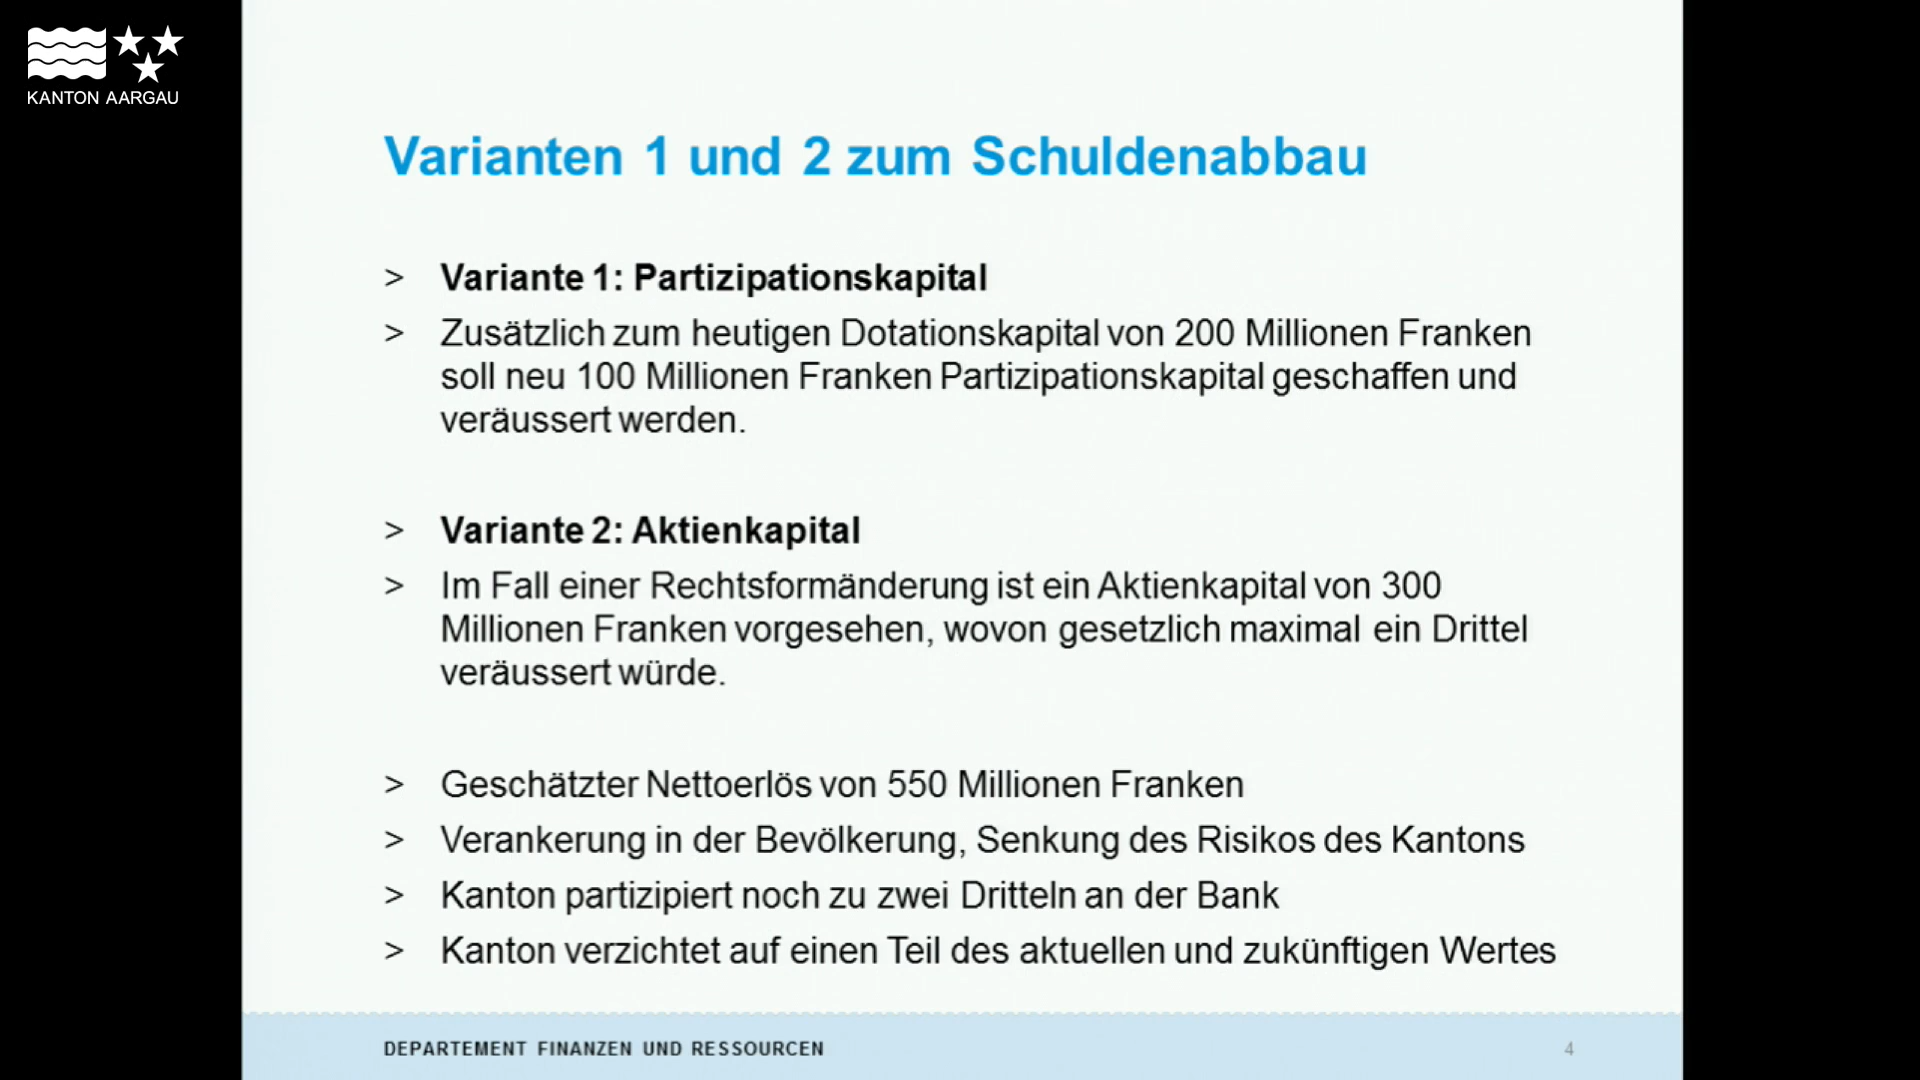 KANTON AARGAU
Varianten 1 und 2 zum Schuldenabbau
> Variante 1: Partizipationskapital
> Zusätzlich zum heutigen Dotationskapital von 200 Millionen Franken
soll neu 100 Millionen Franken Partizipationskapital geschaffen und
veräussert werden.
> Variante 2: Aktienkapital
> Im Fall einer Rechtsformänderung ist ein Aktienkapital von 300
Millionen Franken vorgesehen, wovon gesetzlich maximal ein Drittel
veräussert würde.
> Geschätzter Nettoerlös von 550 Millionen Franken
> Verankerung in der Bevölkerung, Senkung des Risikos des Kantons
> Kanton partizipiert noch zu zwei Dritteln an der Bank
> Kanton verzichtet auf einen Teil des aktuellen und zukünftigen Wertes
DEPARTEMENT FINANZEN UND RESSOURCEN 4